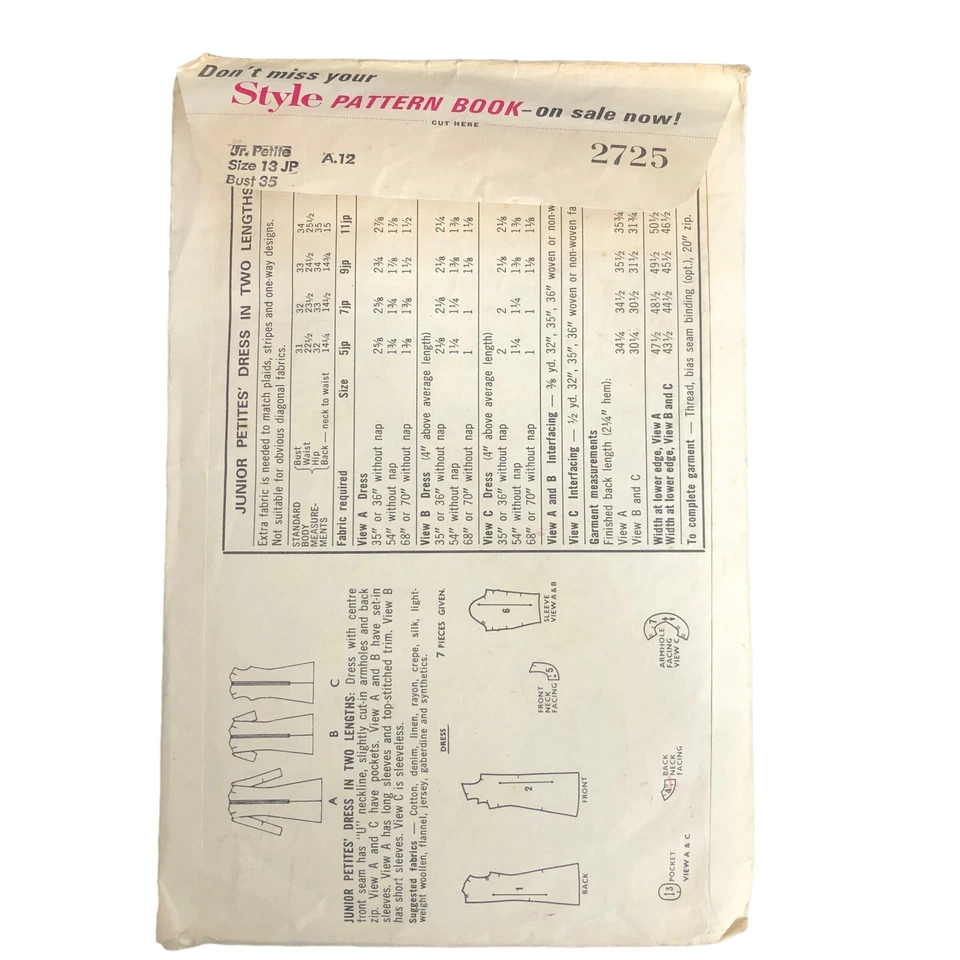 Don't miss your
Style PATTERN BOOK-on sale now!
CUT HERE
Jr. Petite
Size 13 JP
Bust 35
A.12
2725
JUNIOR PETITES' DRESS IN TWO LENGTHS
Extra fabric is needed to match plaids, stripes and one-way designs.
Not suitable for obvious diagonal fabrics.
STANDARD BODY MEASURE-MENTS
Bust 31 32 33 34
Waist 22½ 23½ 24½ 25½
Hip 32 33 34 35
Back — neck to waist 14¼ 14½ 14¾ 15
Fabric required Size 5jp 7jp 9jp 11jp
View A Dress
35" or 36" without nap 2⅝ 2⅝ 2¾ 2⅞
54" without nap 1¾ 1¾ 1⅞ 1⅞
68" or 70" without nap 1⅜ 1⅜ 1½ 1½
View B Dress (4" above average length)
35" or 36" without nap 2⅛ 2⅛ 2⅛ 2¼
54" without nap 1¼ 1¼ 1⅜ 1⅜
68" or 70" without nap 1 1 1⅛ 1⅛
View C Dress (4" above average length)
35" or 36" without nap 2 2 2⅛ 2⅛
54" without nap 1¼ 1¼ 1⅜ 1⅜
68" or 70" without nap 1 1 1⅛ 1⅛
View A and B Interfacing — ⅜ yd. 32", 35", 36" woven or non-w
View C Interfacing — ½ yd. 32", 35", 36" woven or non-woven fa
Garment measurements
Finished back length (2¼" hem):
View A 34¼ 34½ 35½ 35¾
View B and C 30¼ 30½ 31½ 31¾
Width at lower edge, View A 47½ 48½ 49½ 50½
Width at lower edge, View B and C 43½ 44½ 45½ 46½
To complete garment — Thread, bias seam binding (opt.), 20" zip.
A B C
JUNIOR PETITES' DRESS IN TWO LENGTHS: Dress with centre
front seam has "U" neckline, slightly cut-in armholes and back
zip. View A and C have pockets. View A and B have set-in
sleeves. View A has long sleeves and top-stitched trim. View B
has short sleeves. View C is sleeveless.
Suggested fabrics — Cotton, denim, linen, rayon, crepe, silk, light-
weight woollen, flannel, jersey, gaberdine and synthetics.
DRESS
7 PIECES GIVEN.
1
BACK
2
FRONT
5
FRONT
NECK
FACING
6
SLEEVE
VIEW A & B
13
POCKET
VIEW A & C
4
BACK
NECK
FACING
7
ARMHOLE
FACING
VIEW C